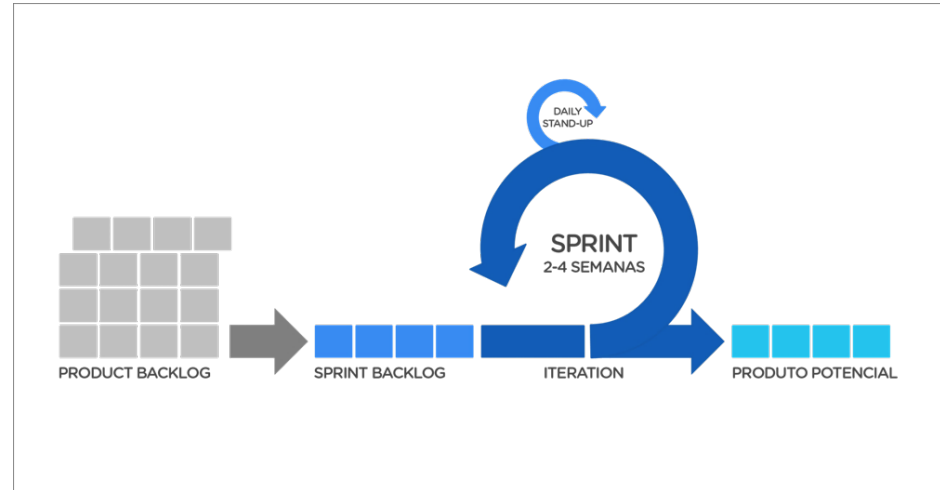 DAILY
STAND-UP
SPRINT
2-4 SEMANAS
PRODUCT BACKLOG
SPRINT BACKLOG
ITERATION
PRODUTO POTENCIAL